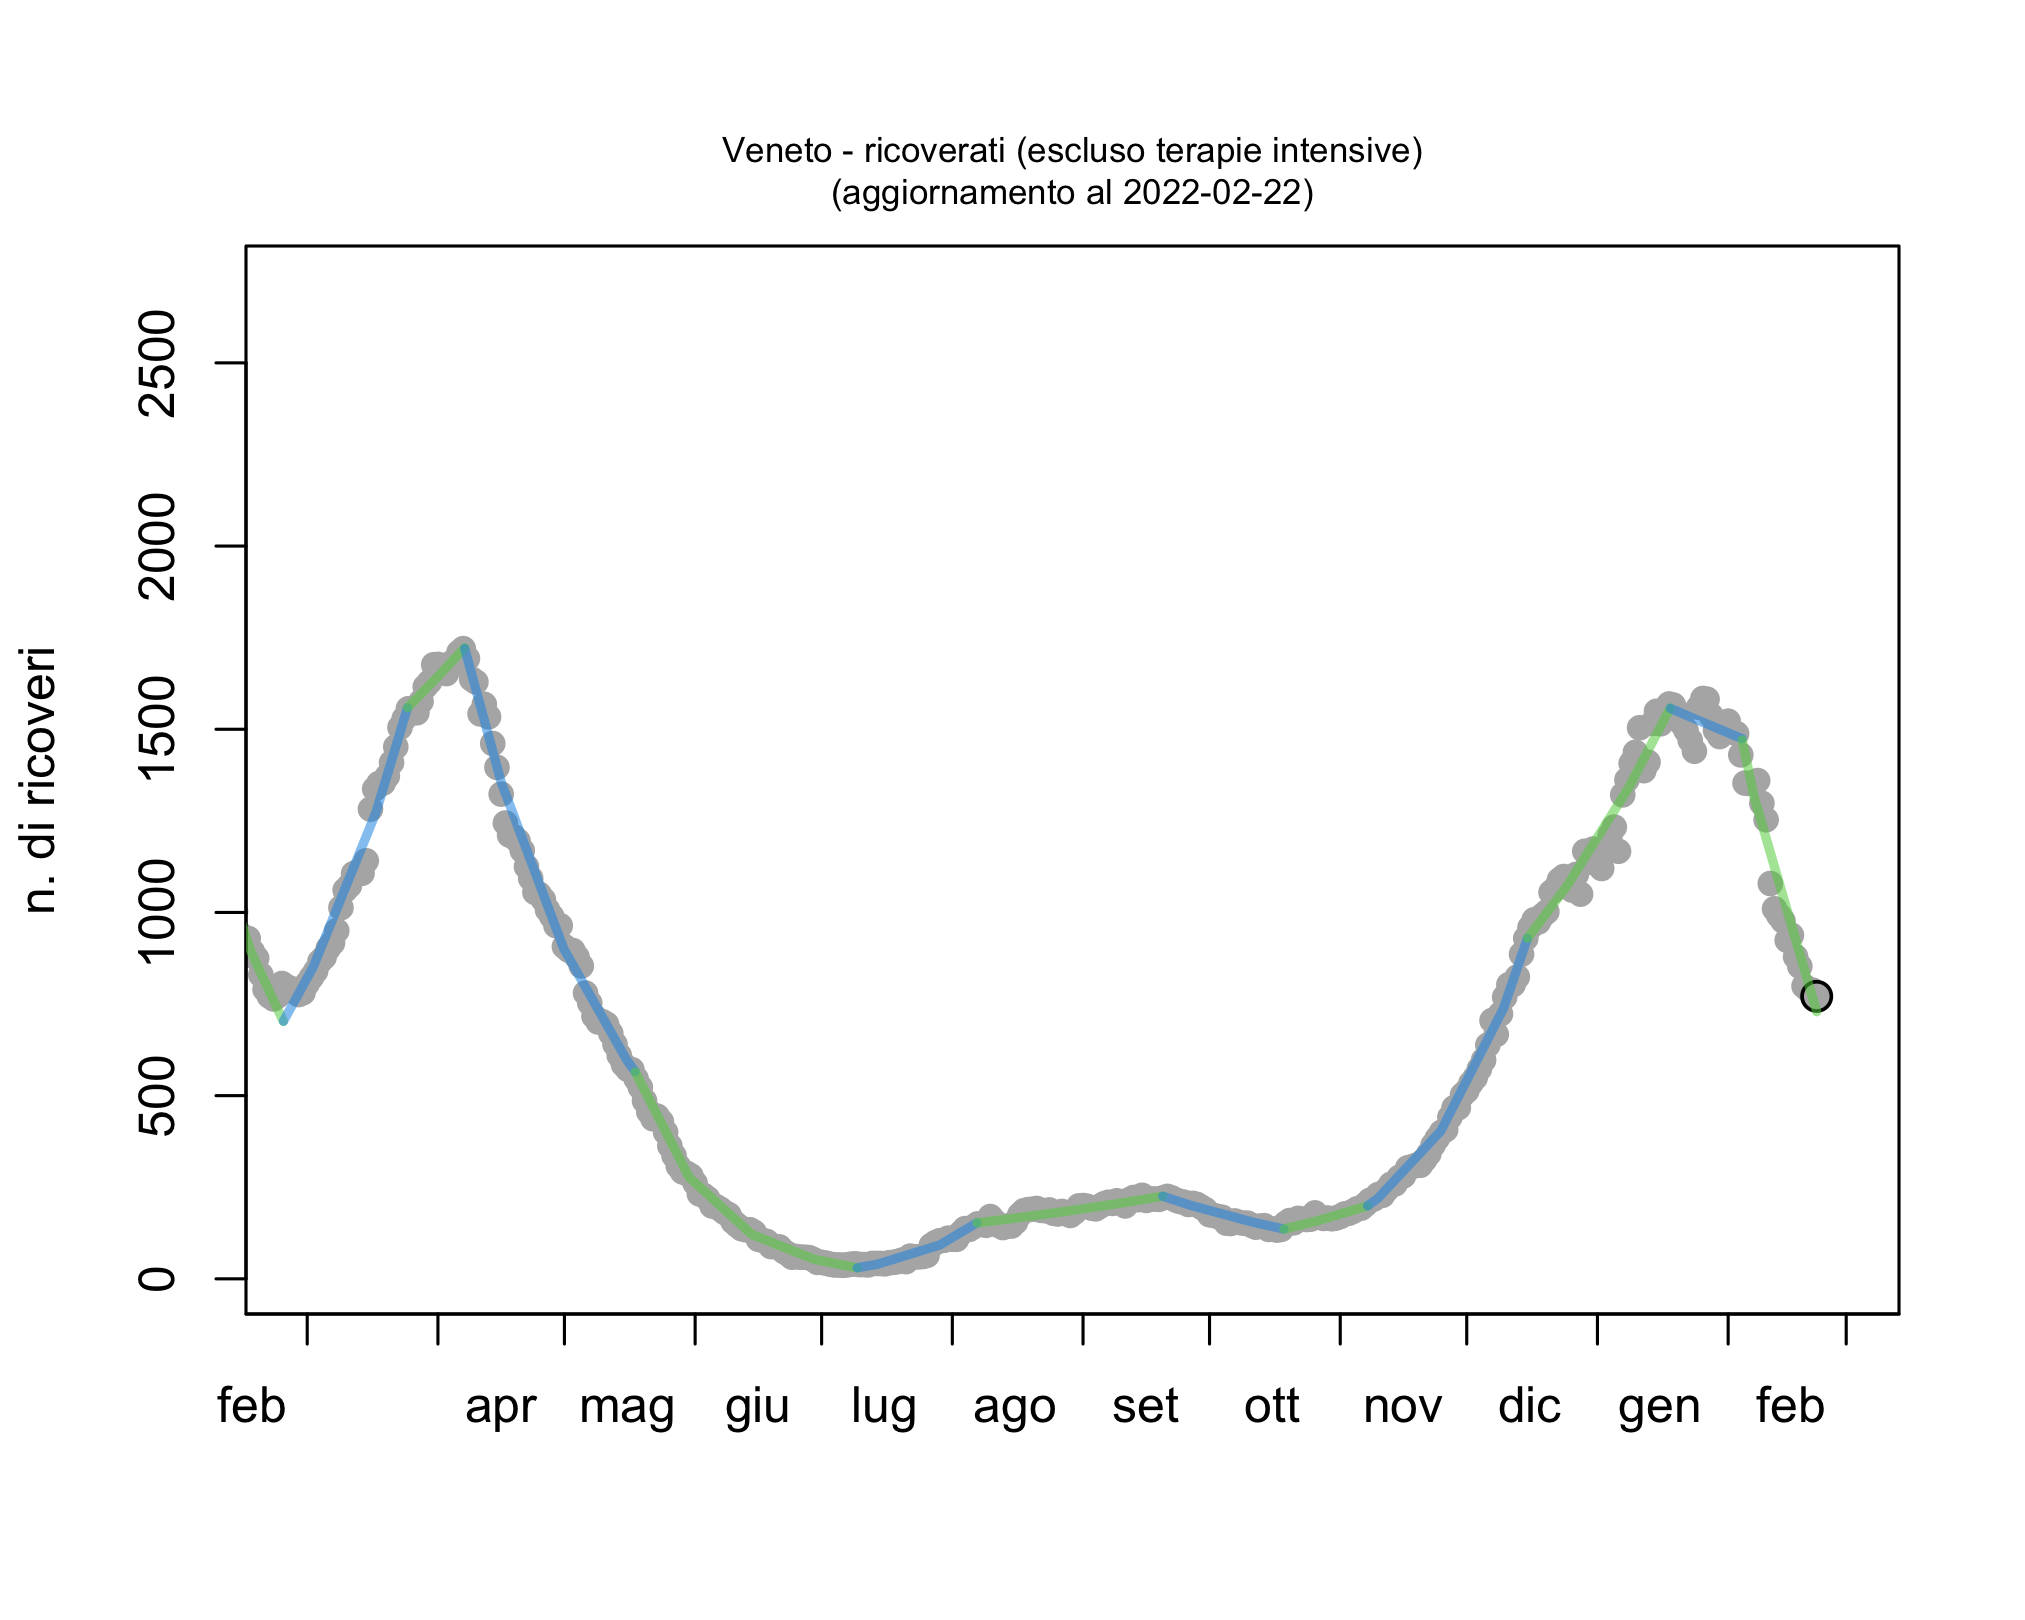 Veneto - ricoverati (escluso terapie intensive)
(aggiornamento al 2022-02-22)
n. di ricoveri
2500
2000
1500
1000
500
0
feb apr mag giu lug ago set ott nov dic gen feb